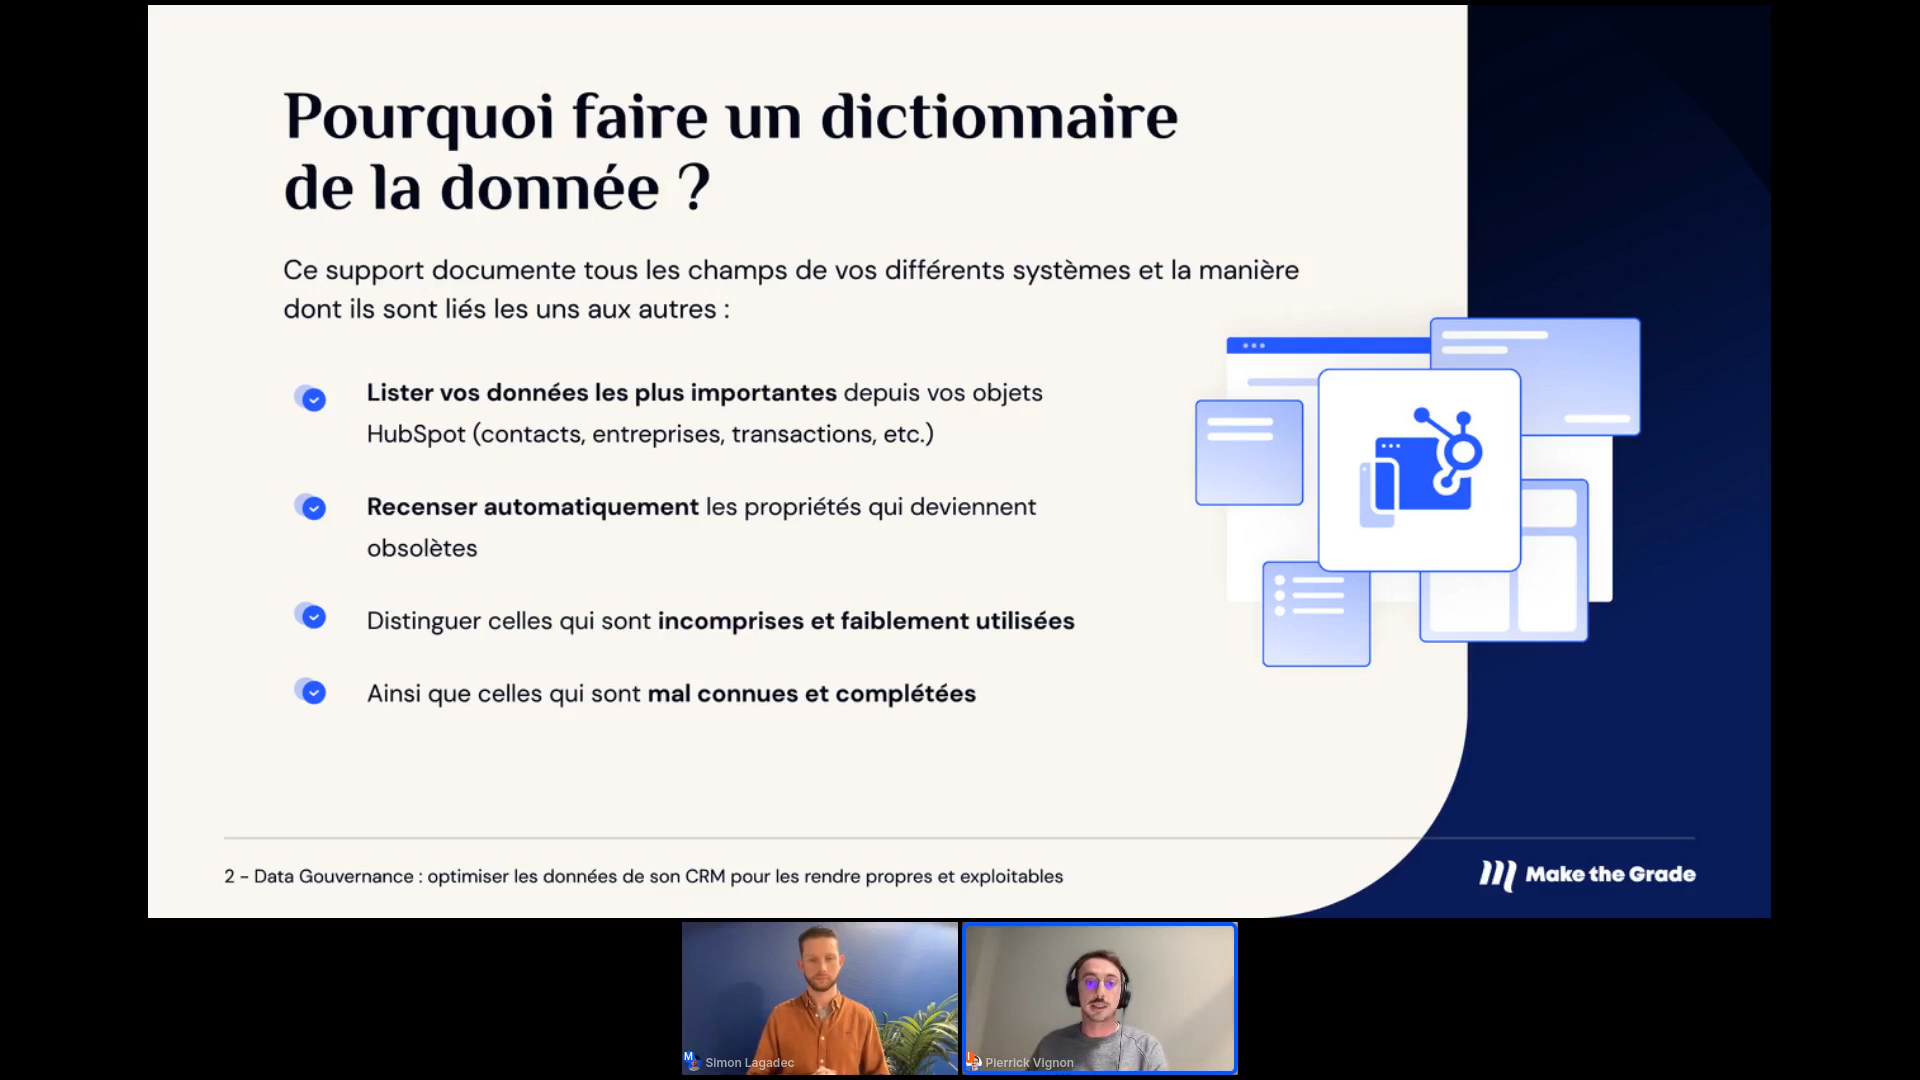 Pourquoi faire un dictionnaire
de la donnée ?
Ce support documente tous les champs de vos différents systèmes et la manière
dont ils sont liés les uns aux autres :
Lister vos données les plus importantes depuis vos objets
HubSpot (contacts, entreprises, transactions, etc.)
Recenser automatiquement les propriétés qui deviennent
obsolètes
Distinguer celles qui sont incomprises et faiblement utilisées
Ainsi que celles qui sont mal connues et complétées
2 - Data Gouvernance : optimiser les données de son CRM pour les rendre propres et exploitables
Make the Grade
M
Simon Lagadec
L
Pierrick Vignon